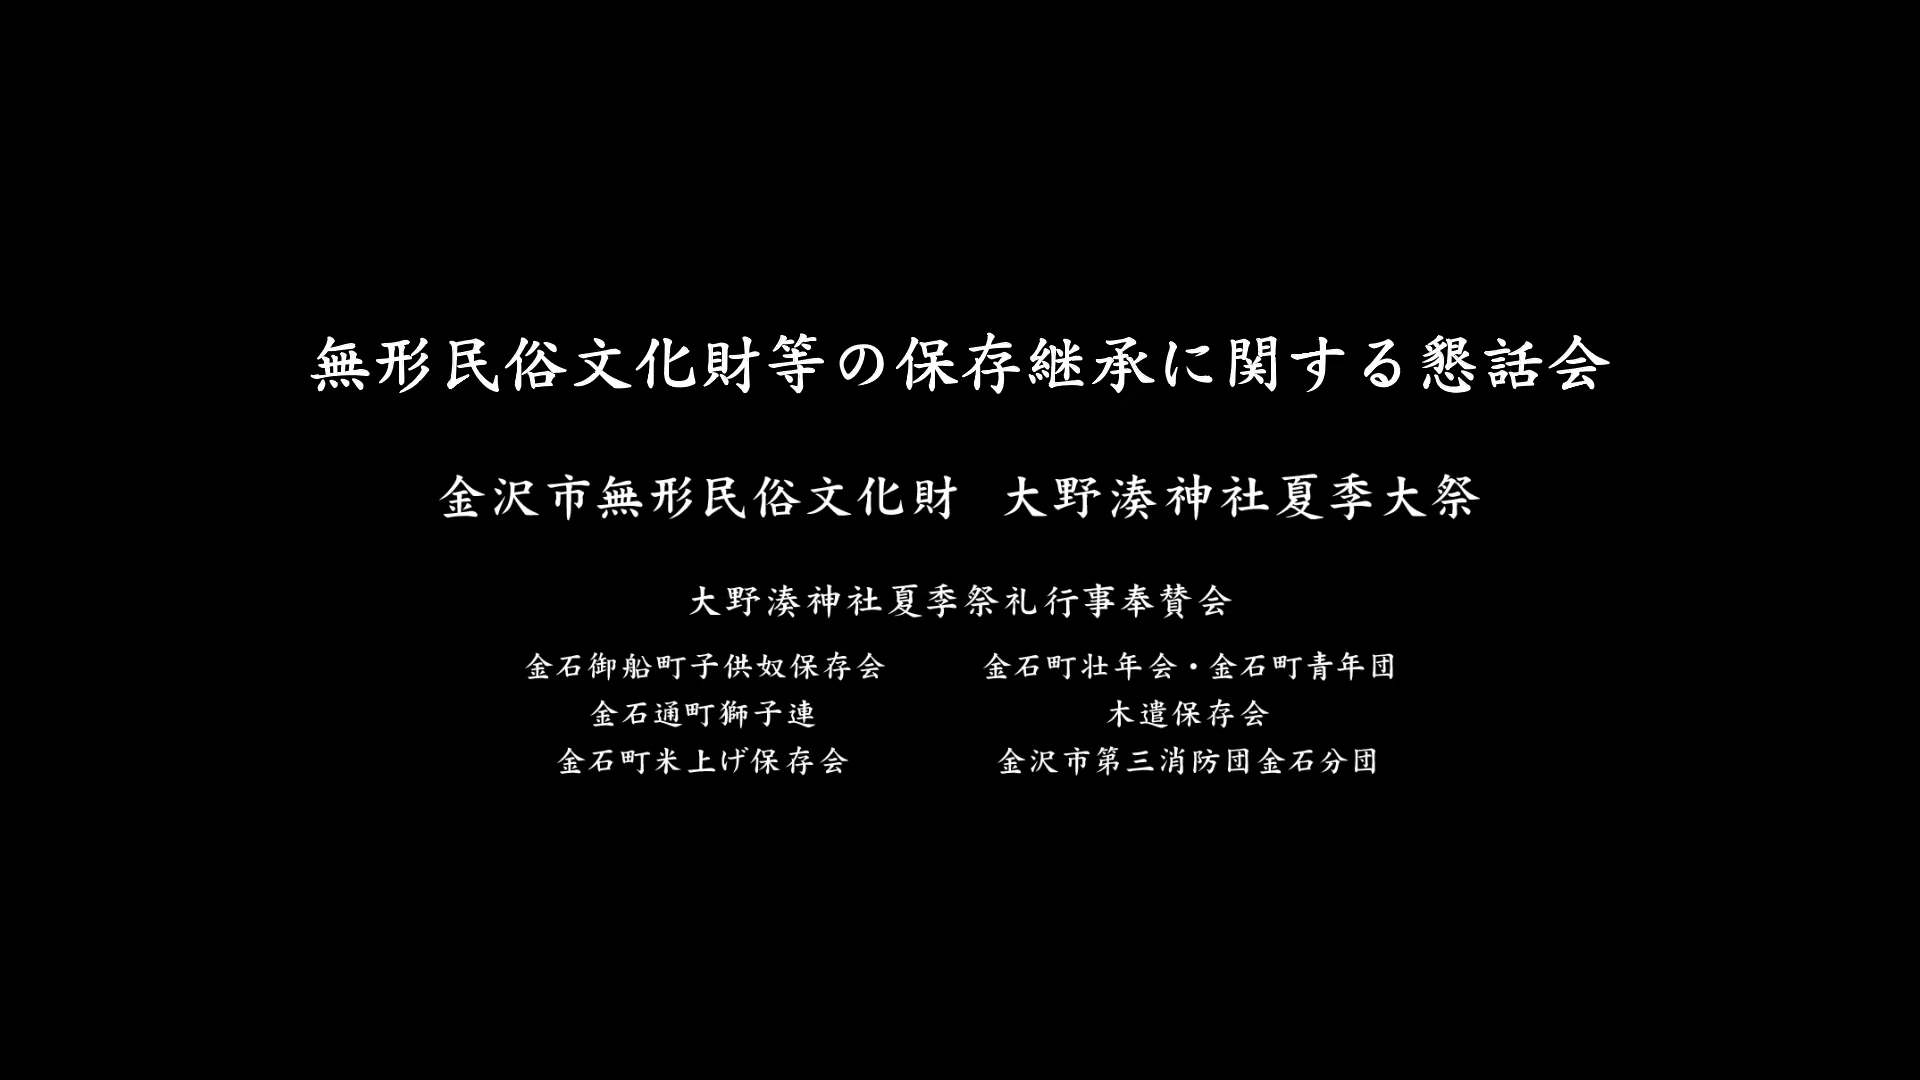 無形民俗文化財等の保存継承に関する懇話会
金沢市無形民俗文化財　大野湊神社夏季大祭
大野湊神社夏季祭礼行事奉賛会
金石御船町子供奴保存会　金石町壮年会・金石町青年団
金石通町獅子連　木遣保存会
金石町米上げ保存会　金沢市第三消防団金石分団